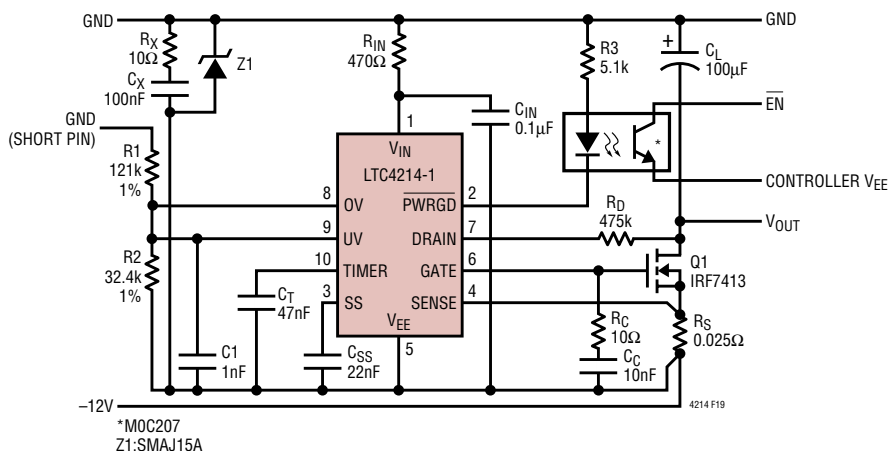 GND
GND
RX
10Ω
Z1
CX
100nF
RIN
470Ω
R3
5.1k
+
CL
100µF
CIN
0.1µF
EN
GND
(SHORT PIN)
1
VIN
*
R1
121k
1%
LTC4214-1
CONTROLLER VEE
8
OV
PWRGD
2
RD
475k
VOUT
9
UV
DRAIN
7
R2
32.4k
1%
10
TIMER
GATE
6
Q1
IRF7413
CT
47nF
3
SS
SENSE
4
VEE
RC
10Ω
RS
0.025Ω
C1
1nF
CSS
22nF
5
CC
10nF
–12V
4214 F19
*M0C207
Z1:SMAJ15A